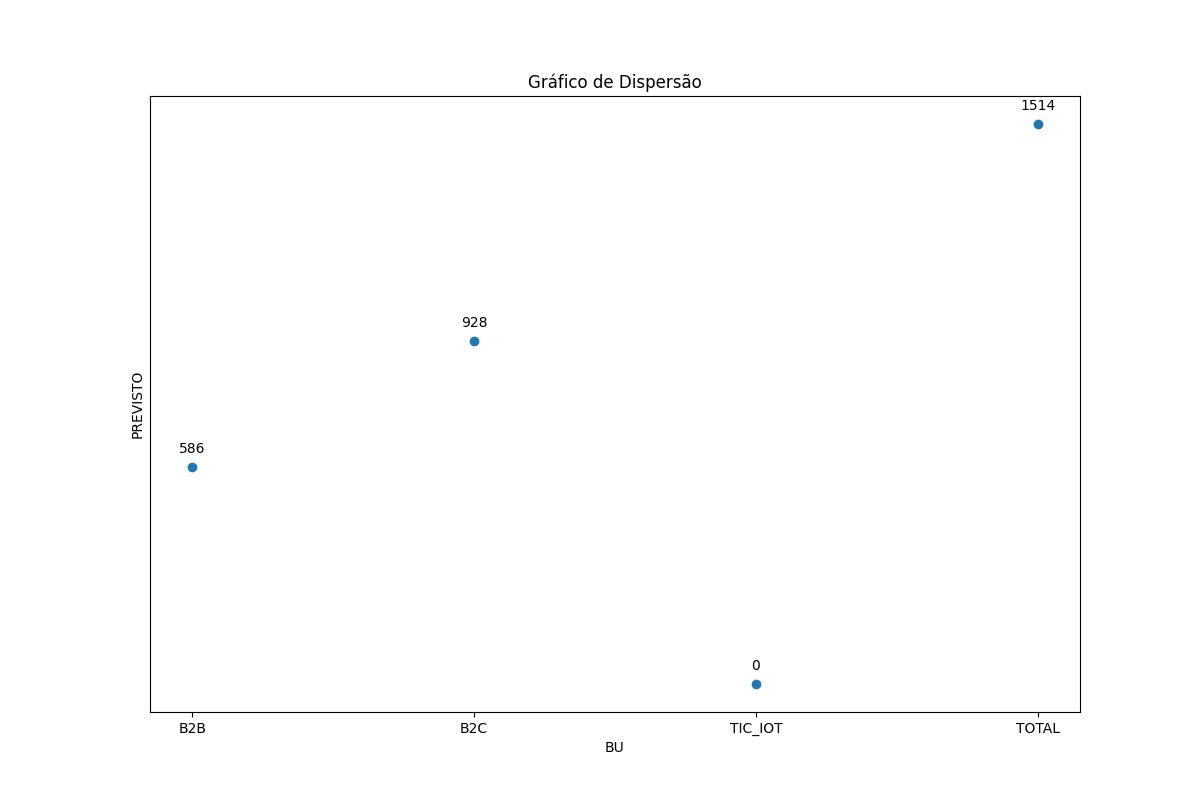 Gráfico de Dispersão
1514
928
586
0
PREVISTO
B2B
B2C
TIC_IOT
TOTAL
BU